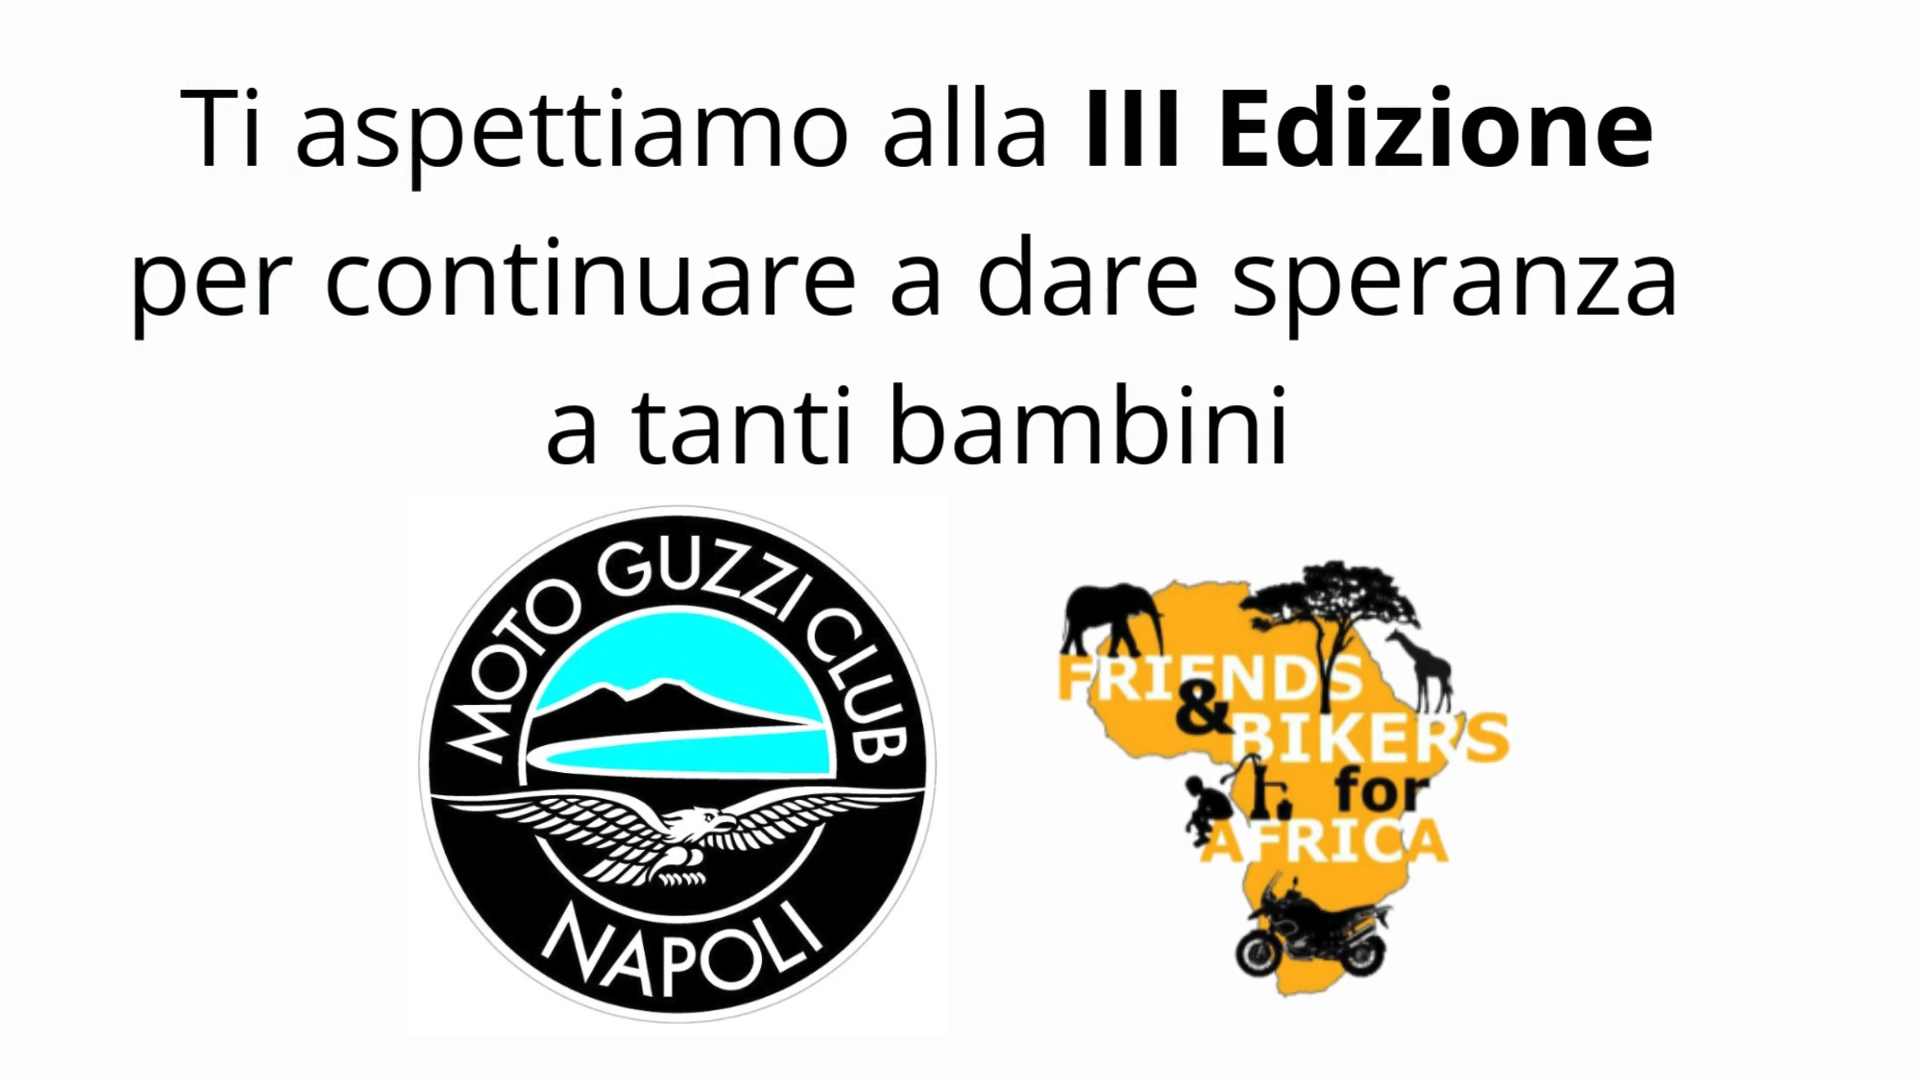 Ti aspettiamo alla III Edizione
per continuare a dare speranza
a tanti bambini
MOTO GUZZI CLUB
NAPOLI
FRIENDS
&
BIKERS
for
AFRICA